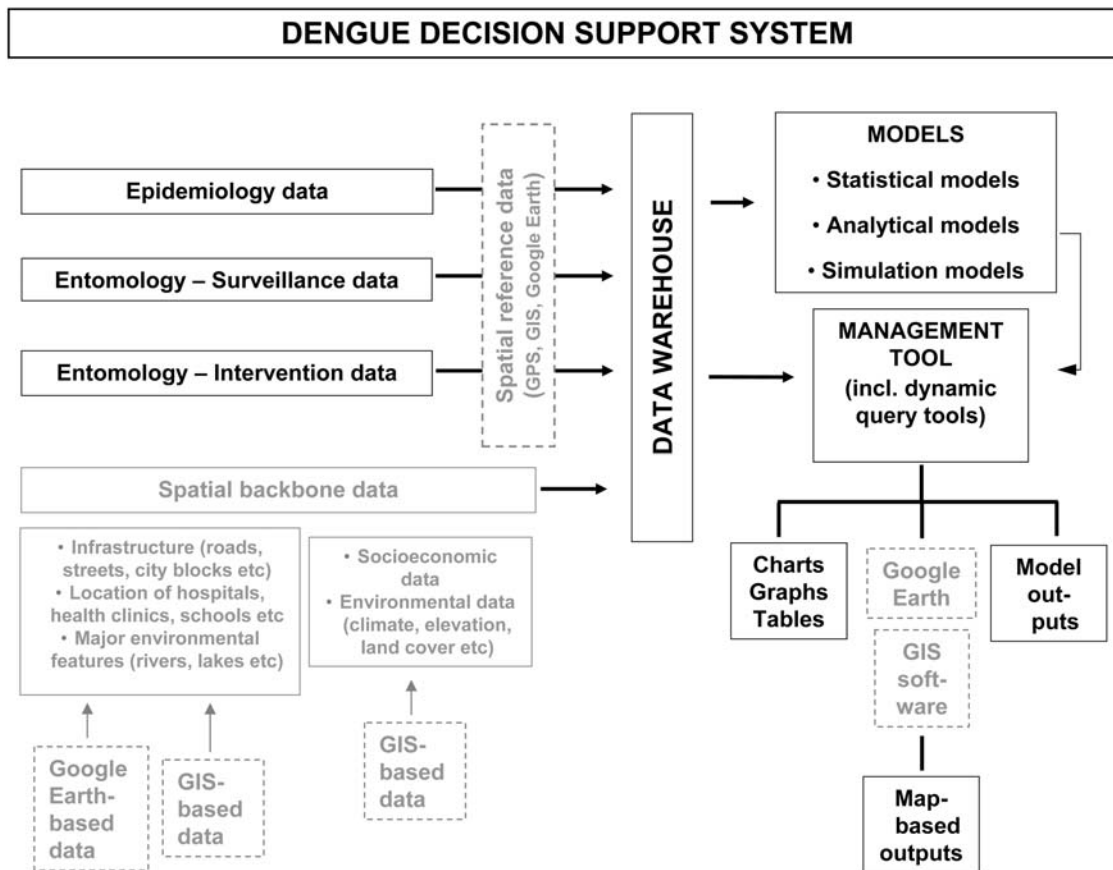 DENGUE DECISION SUPPORT SYSTEM
Epidemiology data
Entomology – Surveillance data
Entomology – Intervention data
Spatial reference data
(GPS, GIS, Google Earth)
Spatial backbone data
• Infrastructure (roads,
streets, city blocks etc)
• Location of hospitals,
health clinics, schools etc
• Major environmental
features (rivers, lakes etc)
• Socioeconomic
data
• Environmental data
(climate, elevation,
land cover etc)
Google
Earth-
based
data
GIS-
based
data
GIS-
based
data
DATA WAREHOUSE
MODELS
• Statistical models
• Analytical models
• Simulation models
MANAGEMENT
TOOL
(incl. dynamic
query tools)
Charts
Graphs
Tables
Google
Earth
GIS
soft-
ware
Model
out-
puts
Map-
based
outputs